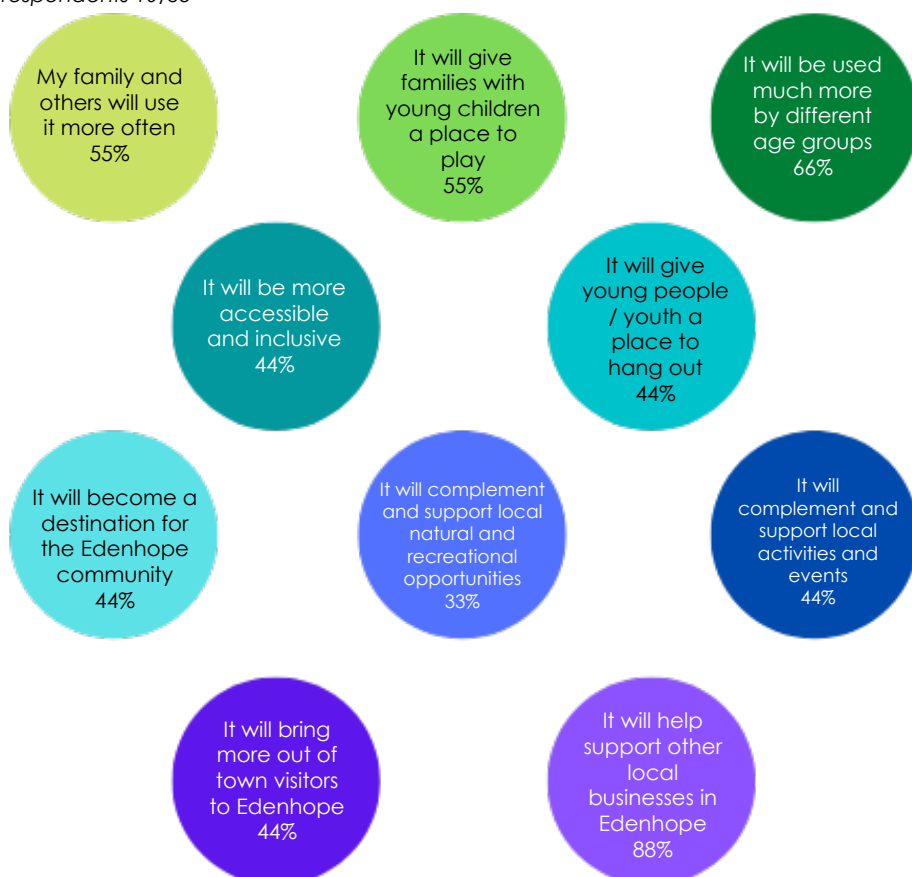 My family and
others will use
it more often
55%
It will give
families with
young children
a place to
play
55%
It will be used
much more
by different
age groups
66%
It will be more
accessible
and inclusive
44%
It will give
young people
/ youth a
place to
hang out
44%
It will become a
destination for
the Edenhope
community
44%
It will complement
and support local
natural and
recreational
opportunities
33%
It will
complement and
support local
activities and
events
44%
It will bring
more out of
town visitors
to Edenhope
44%
It will help
support other
local
businesses in
Edenhope
88%